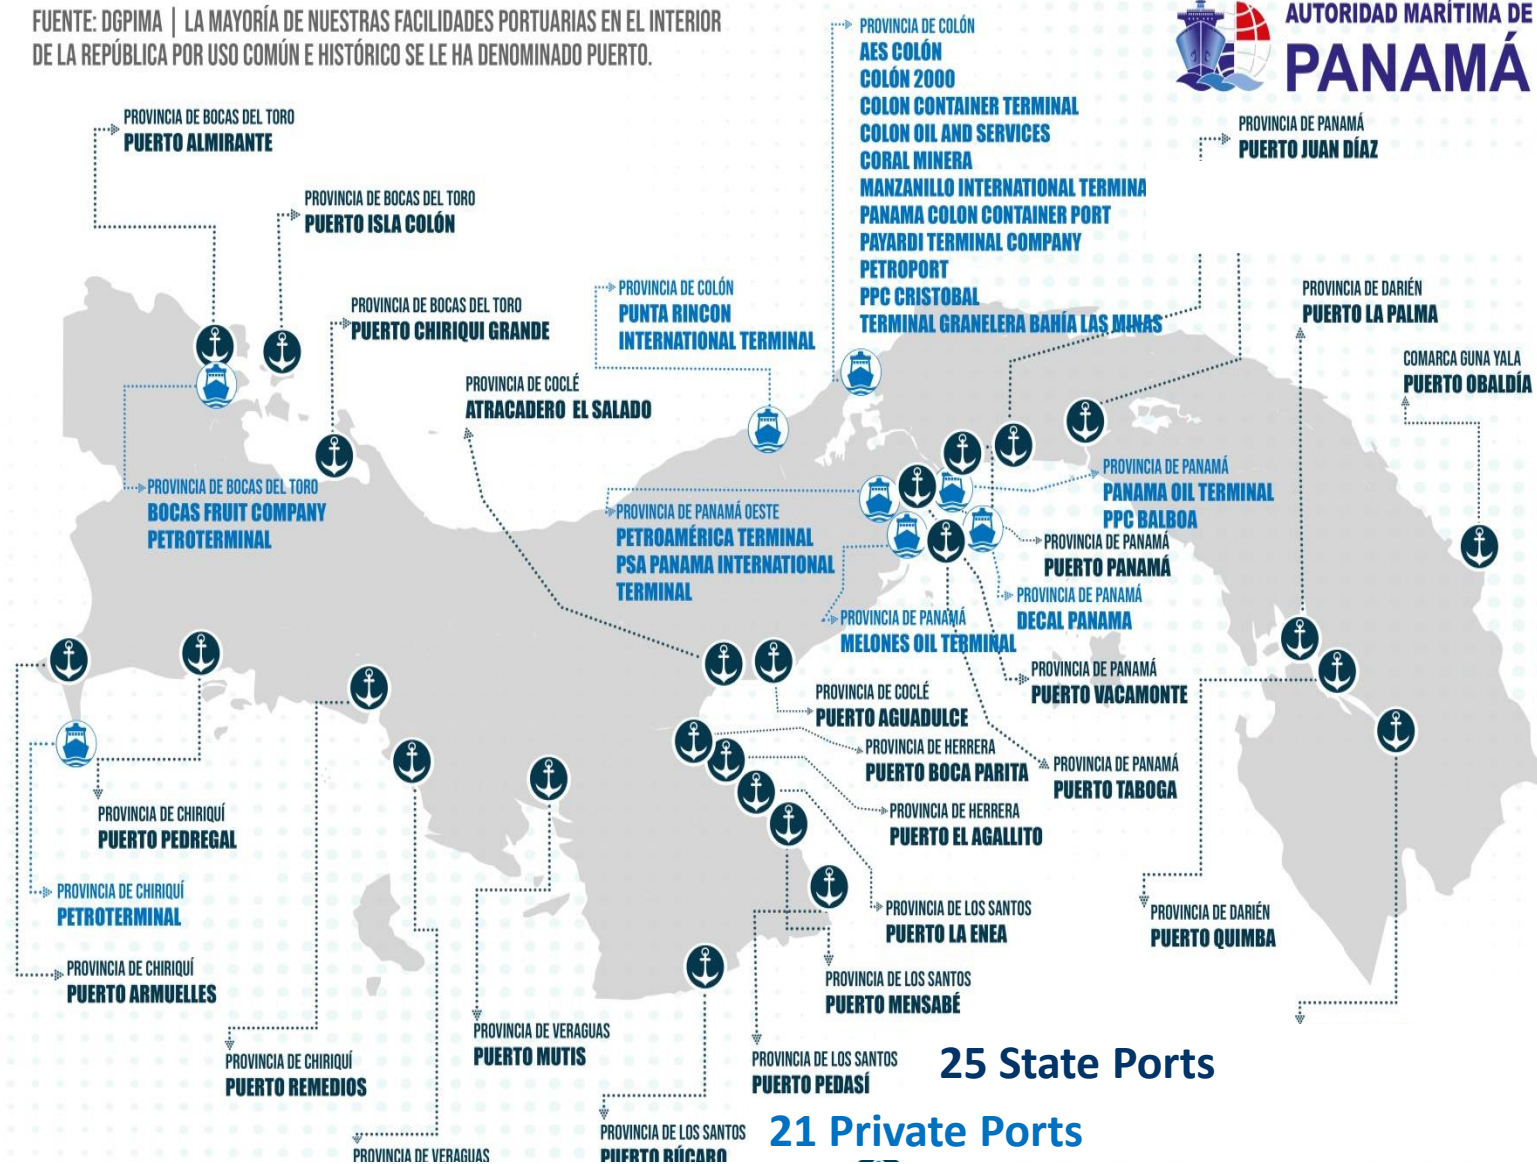 FUENTE: DGPIMA | LA MAYORÍA DE NUESTRAS FACILIDADES PORTUARIAS EN EL INTERIOR
DE LA REPÚBLICA POR USO COMÚN E HISTÓRICO SE LE HA DENOMINADO PUERTO.
AUTORIDAD MARÍTIMA DE
PANAMÁ
PROVINCIA DE BOCAS DEL TORO
PUERTO ALMIRANTE
PROVINCIA DE BOCAS DEL TORO
PUERTO ISLA COLÓN
PROVINCIA DE BOCAS DEL TORO
PUERTO CHIRIQUI GRANDE
PROVINCIA DE COCLÉ
ATRACADERO EL SALADO
PROVINCIA DE COLÓN
PUNTA RINCON
INTERNATIONAL TERMINAL
PROVINCIA DE COLÓN
AES COLÓN
COLÓN 2000
COLON CONTAINER TERMINAL
COLON OIL AND SERVICES
CORAL MINERA
MANZANILLO INTERNATIONAL TERMINA
PANAMA COLON CONTAINER PORT
PAYARDI TERMINAL COMPANY
PETROPORT
PPC CRISTOBAL
TERMINAL GRANELERA BAHÍA LAS MINAS
PROVINCIA DE PANAMÁ
PUERTO JUAN DÍAZ
PROVINCIA DE DARIÉN
PUERTO LA PALMA
COMARCA GUNA YALA
PUERTO OBALDÍA
PROVINCIA DE BOCAS DEL TORO
BOCAS FRUIT COMPANY
PETROTERMINAL
PROVINCIA DE PANAMÁ OESTE
PETROAMÉRICA TERMINAL
PSA PANAMA INTERNATIONAL
TERMINAL
PROVINCIA DE PANAMÁ
PANAMA OIL TERMINAL
PPC BALBOA
PROVINCIA DE PANAMÁ
PUERTO PANAMÁ
PROVINCIA DE PANAMÁ
DECAL PANAMA
PROVINCIA DE PANAMÁ
MELONES OIL TERMINAL
PROVINCIA DE PANAMÁ
PUERTO VACAMONTE
PROVINCIA DE COCLÉ
PUERTO AGUADULCE
PROVINCIA DE HERRERA
PUERTO BOCA PARITA
PROVINCIA DE PANAMÁ
PUERTO TABOGA
PROVINCIA DE HERRERA
PUERTO EL AGALLITO
PROVINCIA DE CHIRIQUÍ
PUERTO PEDREGAL
PROVINCIA DE CHIRIQUÍ
PETROTERMINAL
PROVINCIA DE LOS SANTOS
PUERTO LA ENEA
PROVINCIA DE DARIÉN
PUERTO QUIMBA
PROVINCIA DE CHIRIQUÍ
PUERTO ARMUELLES
PROVINCIA DE LOS SANTOS
PUERTO MENSABÉ
PROVINCIA DE VERAGUAS
PUERTO MUTIS
PROVINCIA DE CHIRIQUÍ
PUERTO REMEDIOS
PROVINCIA DE LOS SANTOS
PUERTO PEDASÍ
25 State Ports
21 Private Ports
PROVINCIA DE LOS SANTOS
PUERTO BÚCARO
PROVINCIA DE VERAGUAS